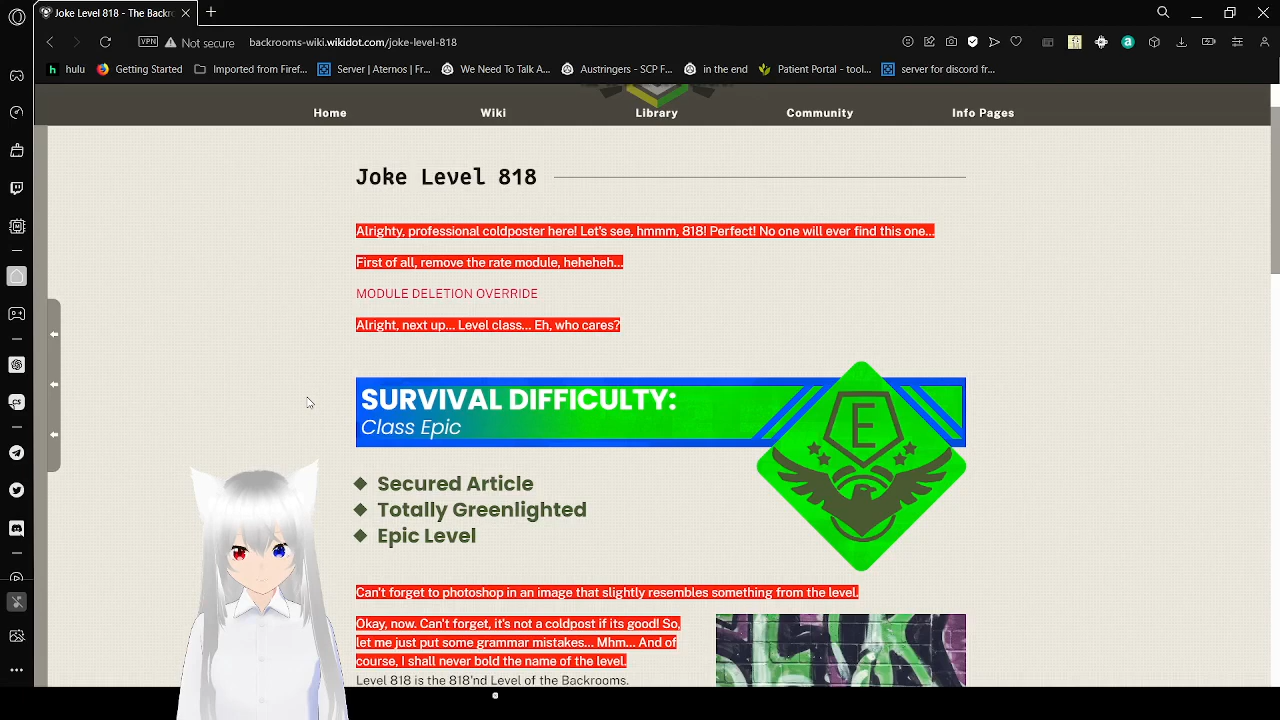 Joke Level 818 - The Backro
Not secure
backrooms-wiki.wikidot.com/joke-level-818
VPN
hulu
Getting Started
Imported from Firef...
Server | Aternos | Fr...
We Need To Talk A...
Austringers - SCP F...
in the end
Patient Portal - tool...
server for discord fr...
Home
Wiki
Library
Community
Info Pages
Joke Level 818
Alrighty, professional coldposter here! Let's see, hmmm, 818! Perfect! No one will ever find this one...
First of all, remove the rate module, heheheh...
MODULE DELETION OVERRIDE
Alright, next up... Level class... Eh, who cares?
SURVIVAL DIFFICULTY:
Class Epic
E
Secured Article
Totally Greenlighted
Epic Level
Can't forget to photoshop in an image that slightly resembles something from the level.
Okay, now. Can't forget, it's not a coldpost if its good! So,
let me just put some grammar mistakes... Mhm... And of
course, I shall never bold the name of the level.
Level 818 is the 818'nd Level of the Backrooms.